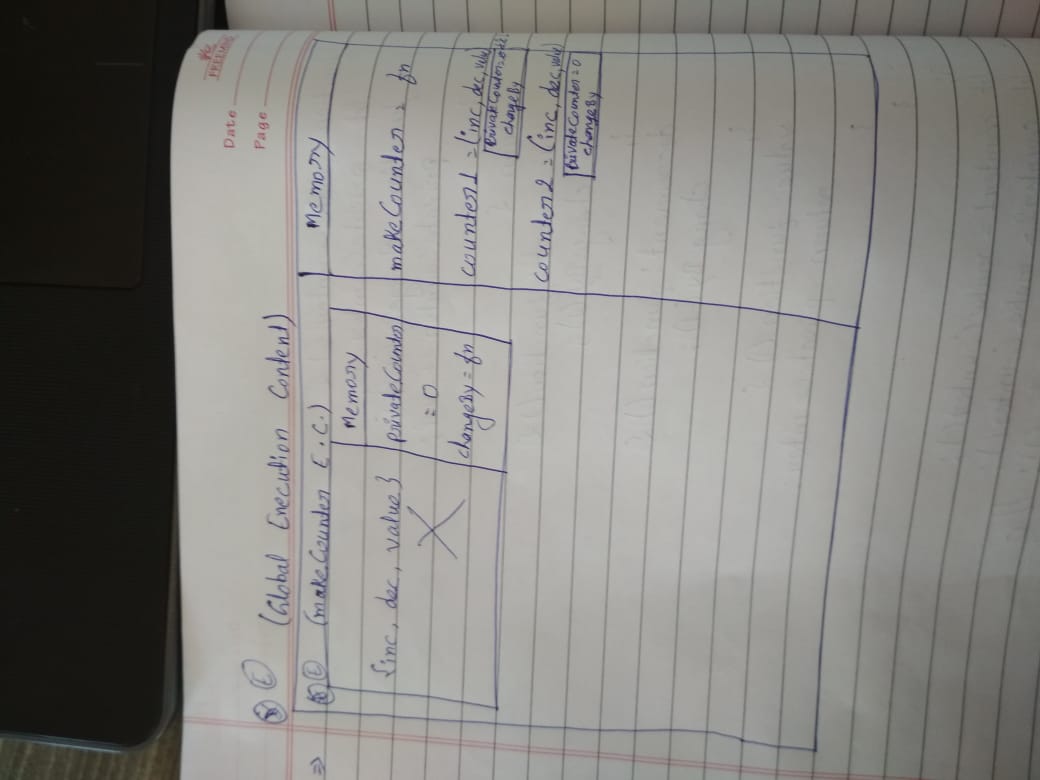 Date
Page
(Global Execution Context)
Memory
(makeCounter E.C.)
Memory
{inc, dec, value}
privateCounter
= 0
changeBy = fn
makeCounter = fn
counter1 = {inc, dec, value
privateCounter=
changeBy
counter2 = {inc, dec, value
privateCounter=0
changeBy